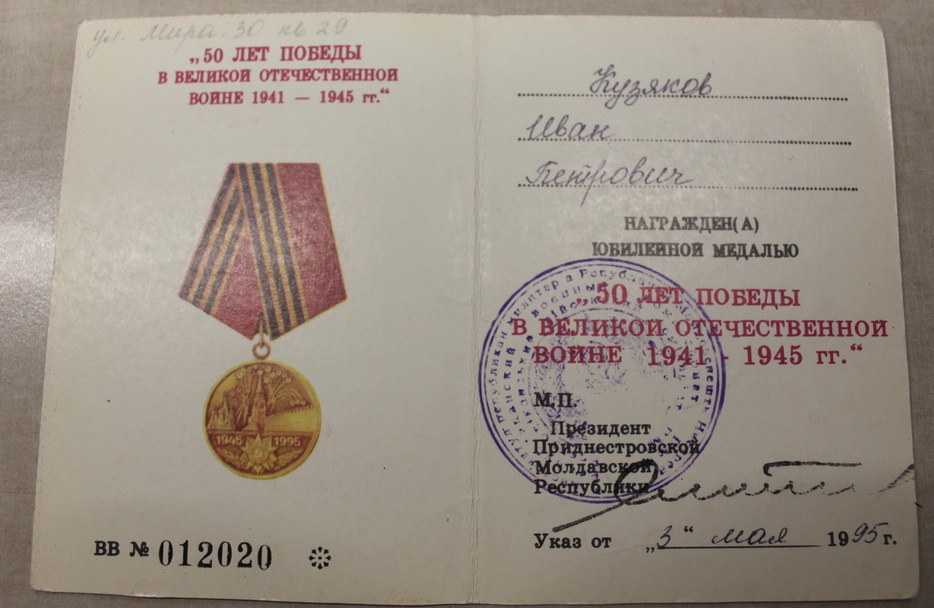 ул. Мира. 30 кв 29
„50 ЛЕТ ПОБЕДЫ
В ВЕЛИКОЙ ОТЕЧЕСТВЕННОЙ
ВОЙНЕ 1941 — 1945 гг.“
1945 1995
ВВ № 012020
Кузяков
Иван
Петрович
НАГРАЖДЕН(А)
ЮБИЛЕЙНОЙ МЕДАЛЬЮ
„50 ЛЕТ ПОБЕДЫ
В ВЕЛИКОЙ ОТЕЧЕСТВЕННОЙ
ВОЙНЕ 1941 - 1945 гг.“
М.П.
Президент
Приднестровской
Молдавской
Республики
Указ от „3“ мая 1995 г.